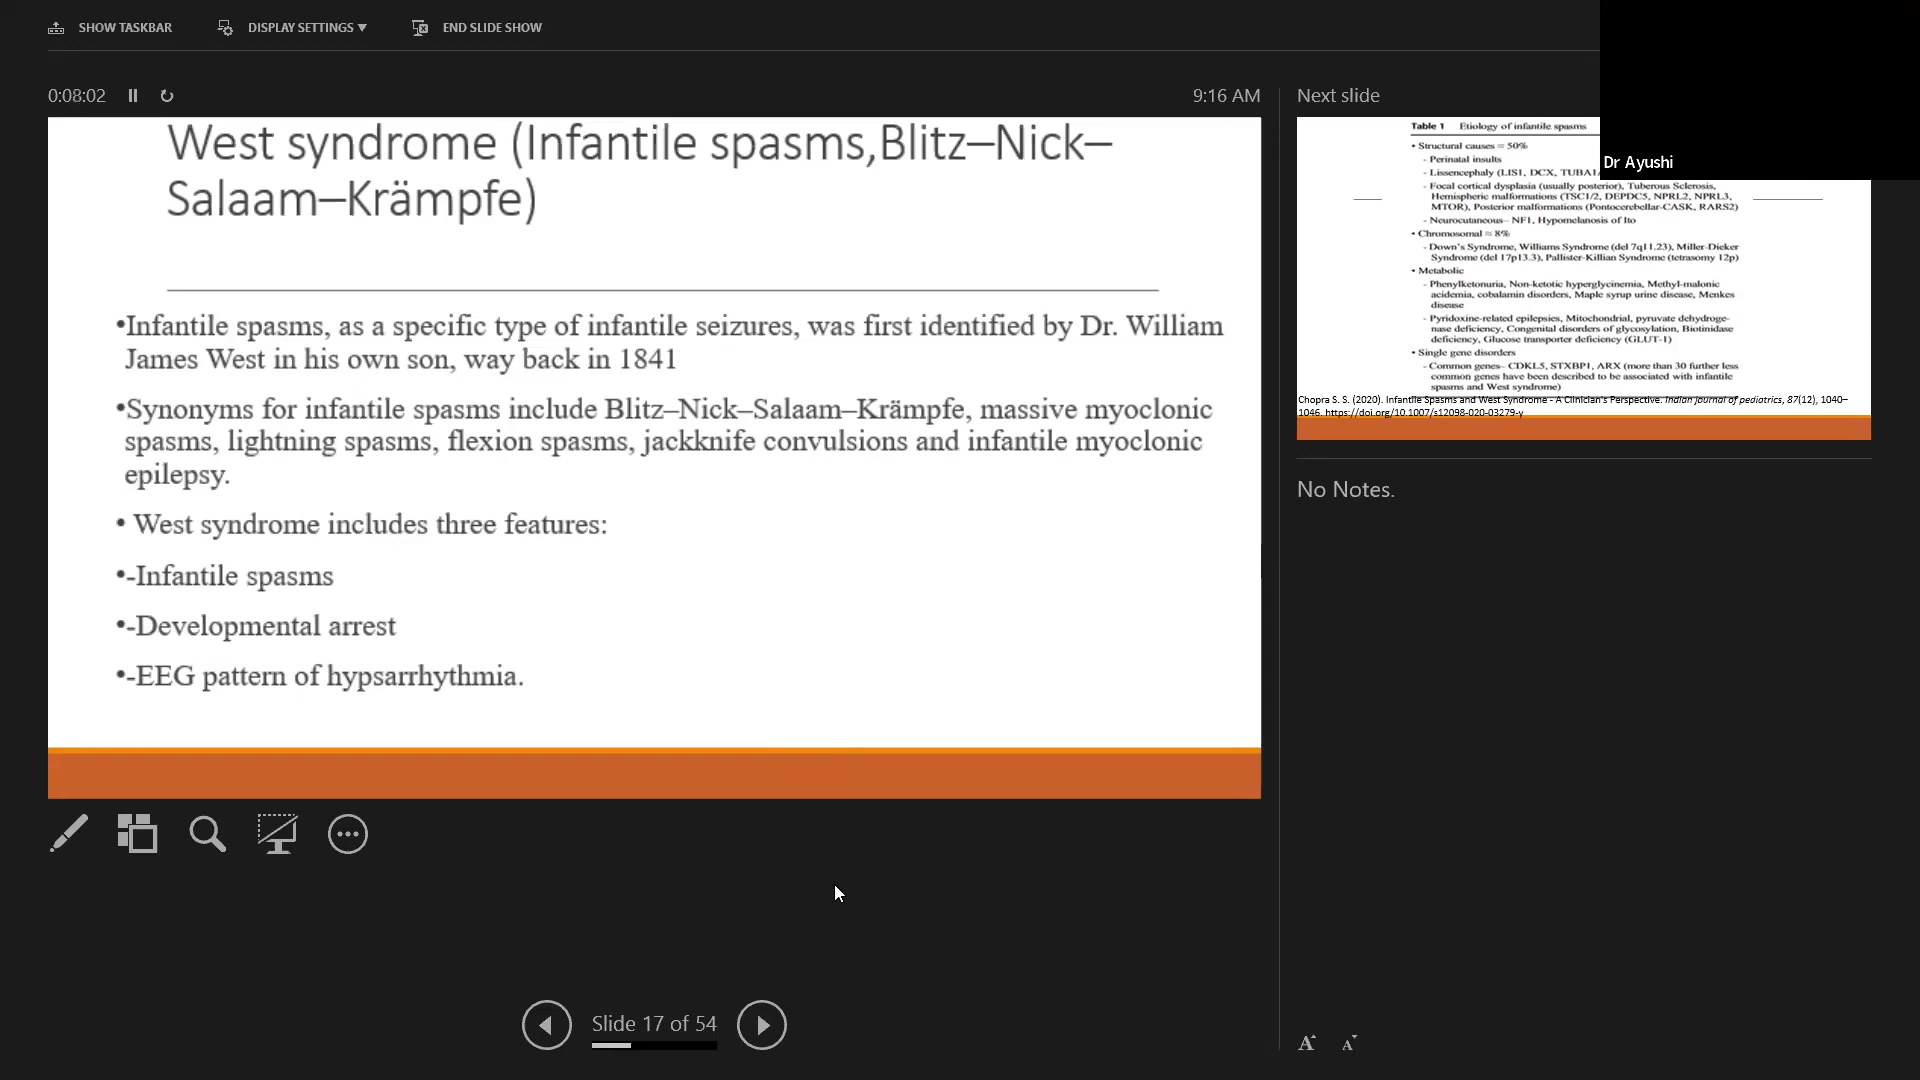 SHOW TASKBAR
DISPLAY SETTINGS
END SLIDE SHOW
0:08:02
9:16 AM
West syndrome (Infantile spasms,Blitz–Nick–
Salaam–Krämpfe)
•Infantile spasms, as a specific type of infantile seizures, was first identified by Dr. William
James West in his own son, way back in 1841
•Synonyms for infantile spasms include Blitz–Nick–Salaam–Krämpfe, massive myoclonic
spasms, lightning spasms, flexion spasms, jackknife convulsions and infantile myoclonic
epilepsy.
• West syndrome includes three features:
•-Infantile spasms
•-Developmental arrest
•-EEG pattern of hypsarrhythmia.
Slide 17 of 54
Next slide
Dr Ayushi
Table 1 Etiology of infantile spasms
• Structural causes ≈ 50%
- Perinatal insults
- Lissencephaly (LIS1, DCX, TUBA1
- Focal cortical dysplasia (usually posterior), Tuberous Sclerosis,
Hemispheric malformations (TSC1/2, DEPDC5, NPRL2, NPRL3,
MTOR), Posterior malformations (Pontocerebellar-CASK, RARS2)
- Neurocutaneous– NF1, Hypomelanosis of Ito
• Chromosomal ≈ 8%
- Down's Syndrome, Williams Syndrome (del 7q11.23), Miller-Dieker
Syndrome (del 17p13.3), Pallister-Killian Syndrome (tetrasomy 12p)
• Metabolic
- Phenylketonuria, Non-ketotic hyperglycinemia, Methyl-malonic
acidemia, cobalamin disorders, Maple syrup urine disease, Menkes
disease
- Pyridoxine-related epilepsies, Mitochondrial, pyruvate dehydroge-
nase deficiency, Congenital disorders of glycosylation, Biotinidase
deficiency, Glucose transporter deficiency (GLUT-1)
• Single gene disorders
- Common genes– CDKL5, STXBP1, ARX (more than 30 further less
common genes have been described to be associated with infantile
spasms and West syndrome)
Chopra S. S. (2020). Infantile Spasms and West Syndrome - A Clinician's Perspective. Indian journal of pediatrics, 87(12), 1040–
1046. https://doi.org/10.1007/s12098-020-03279-y
No Notes.
A A